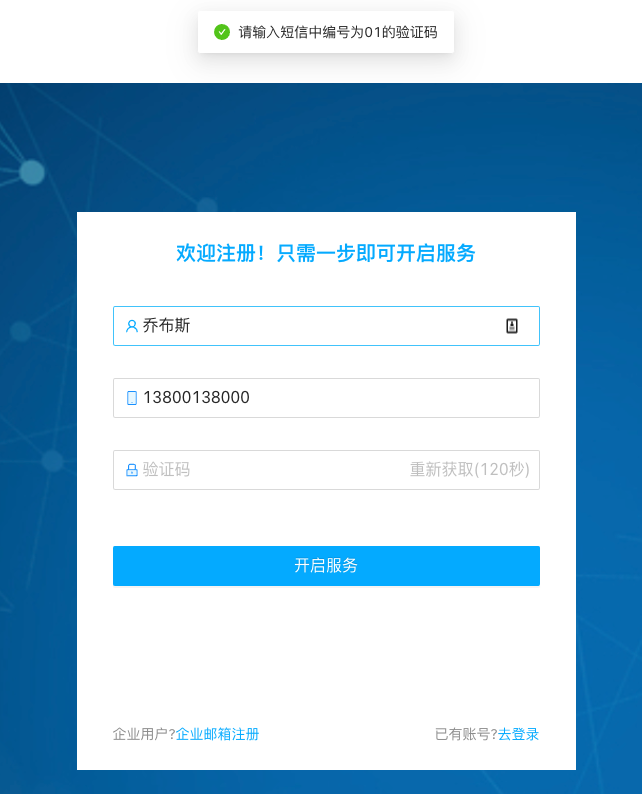 请输入短信中编号为01的验证码
欢迎注册！只需一步即可开启服务
乔布斯
13800138000
验证码 重新获取(120秒)
开启服务
企业用户?企业邮箱注册 已有账号?去登录